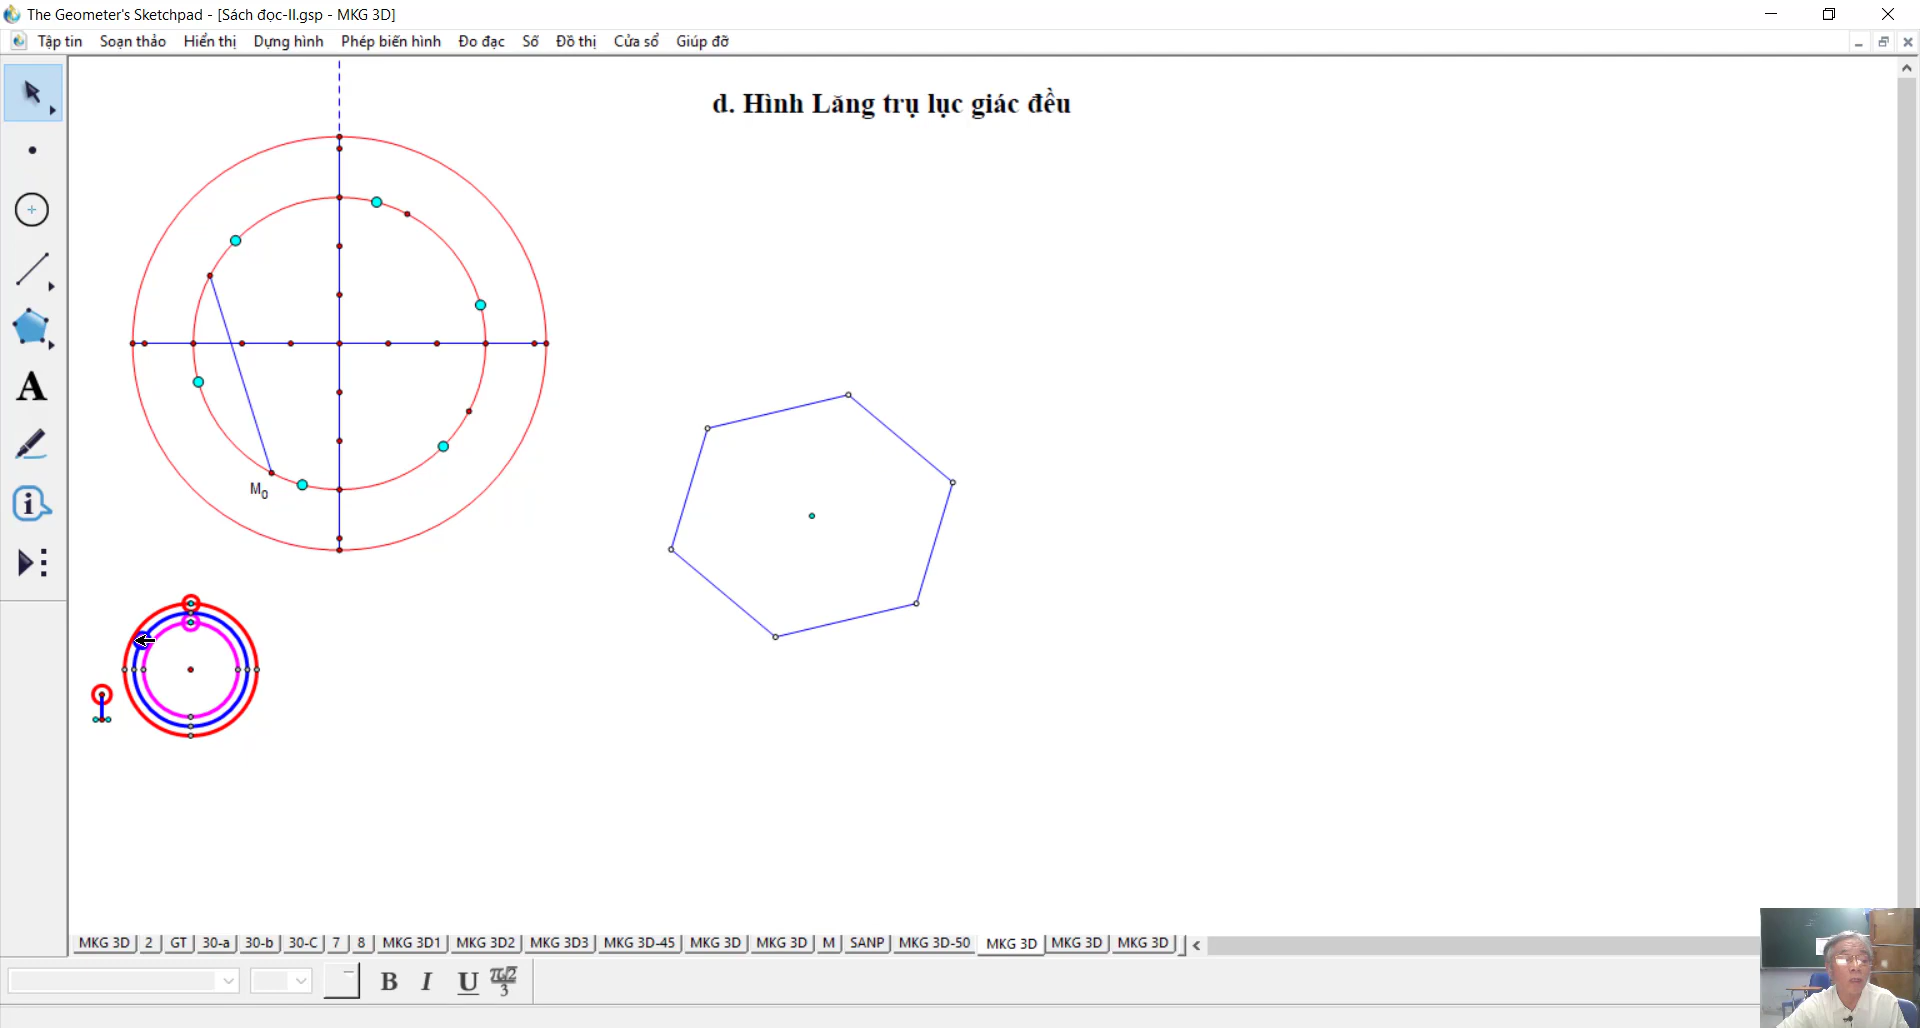 The Geometer's Sketchpad - [Sách đọc-II.gsp - MKG 3D]
Tập tin Soạn thảo Hiển thị Dựng hình Phép biến hình Đo đạc Số Đồ thị Cửa sổ Giúp đỡ
d. Hình Lăng trụ lục giác đều
A
M0
MKG 3D 2 GT 30-a 30-b 30-C 7 8 MKG 3D1 MKG 3D2 MKG 3D3 MKG 3D-45 MKG 3D MKG 3D M SANP MKG 3D-50 MKG 3D MKG 3D MKG 3D
B I U π√2/3